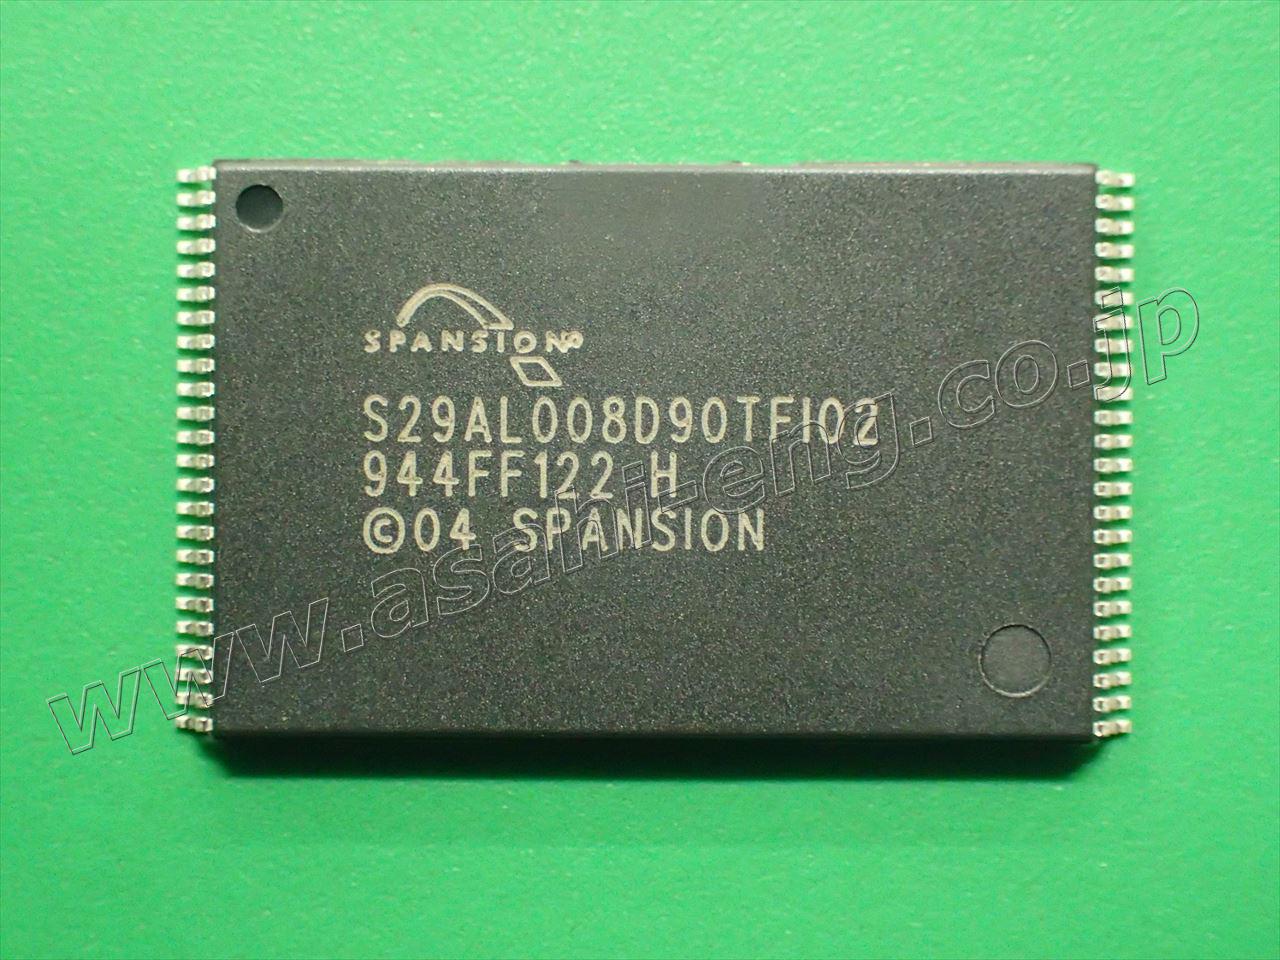 SPANSION
S29AL008D90TFI02
944FF122 H
©04 SPANSION
www.asahi-eng.co.jp